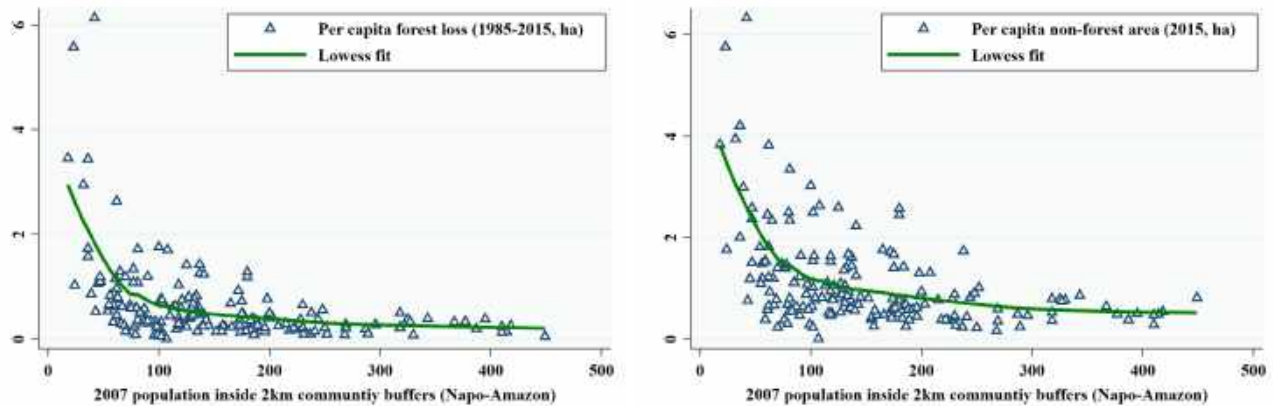 Per capita forest loss (1985-2015, ha)
Lowess fit
6
4
2
0
0 100 200 300 400 500
2007 population inside 2km communtiy buffers (Napo-Amazon)
Per capita non-forest area (2015, ha)
Lowess fit
6
4
2
0
0 100 200 300 400 500
2007 population inside 2km communtiy buffers (Napo-Amazon)